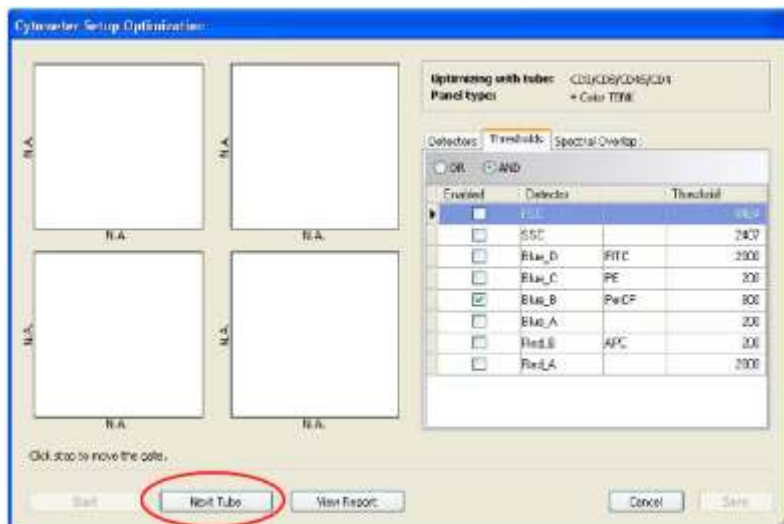 Cytometer Setup Optimization
N.A. N.A.
N.A. N.A.
N.A. N.A.
N.A. N.A.
Click stop to move the gate.
Start Next Tube View Report Cancel Save
Optimizing with tube: CD3/CD8/CD45/CD4
Panel type: Color TBNK
Detectors Thresholds Spectral Overlap
OR AND
Enabled Detector Threshold
FSC
SSC 2407
Blue_D FITC 2000
Blue_C PE 200
Blue_B PerCP 800
Blue_A 200
Red_B APC 200
Red_A 2000